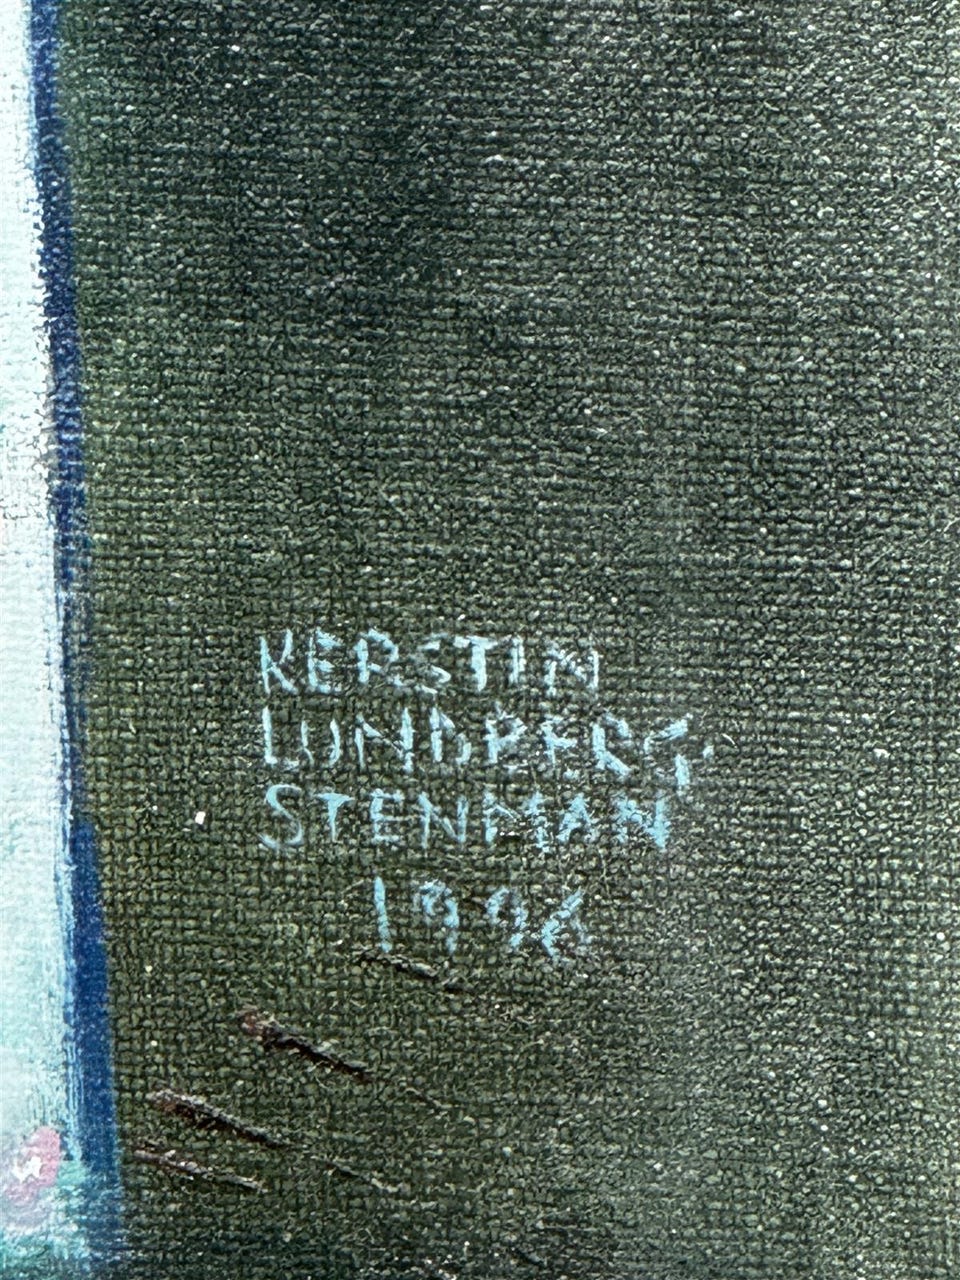 KERSTIN
LUNDBERG
STENMAN
1996